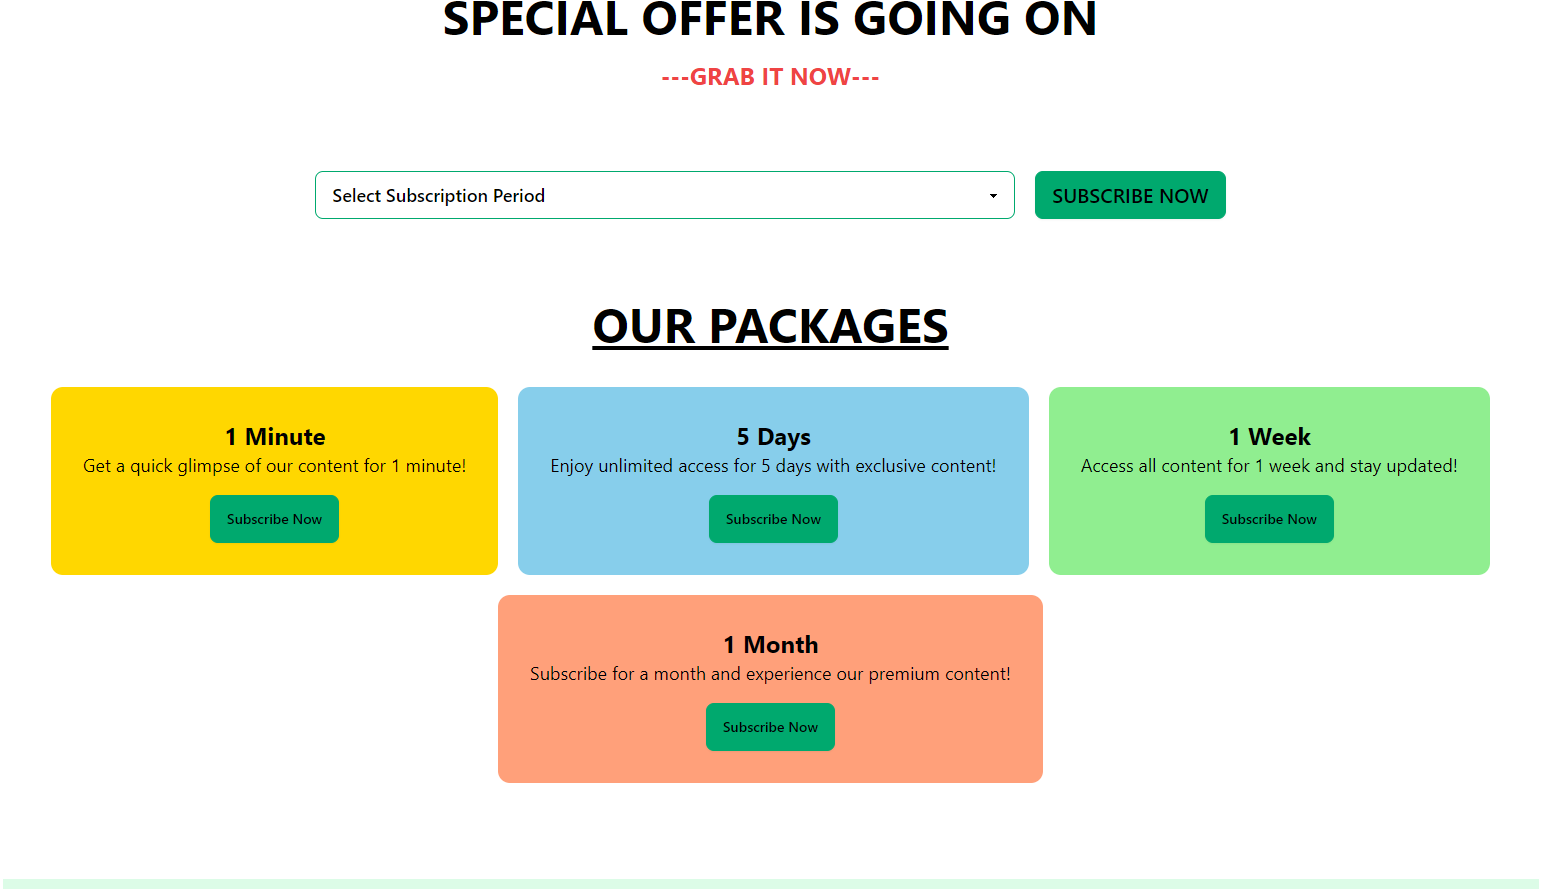 SPECIAL OFFER IS GOING ON
---GRAB IT NOW---
Select Subscription Period
SUBSCRIBE NOW
OUR PACKAGES
1 Minute
Get a quick glimpse of our content for 1 minute!
Subscribe Now
5 Days
Enjoy unlimited access for 5 days with exclusive content!
Subscribe Now
1 Week
Access all content for 1 week and stay updated!
Subscribe Now
1 Month
Subscribe for a month and experience our premium content!
Subscribe Now